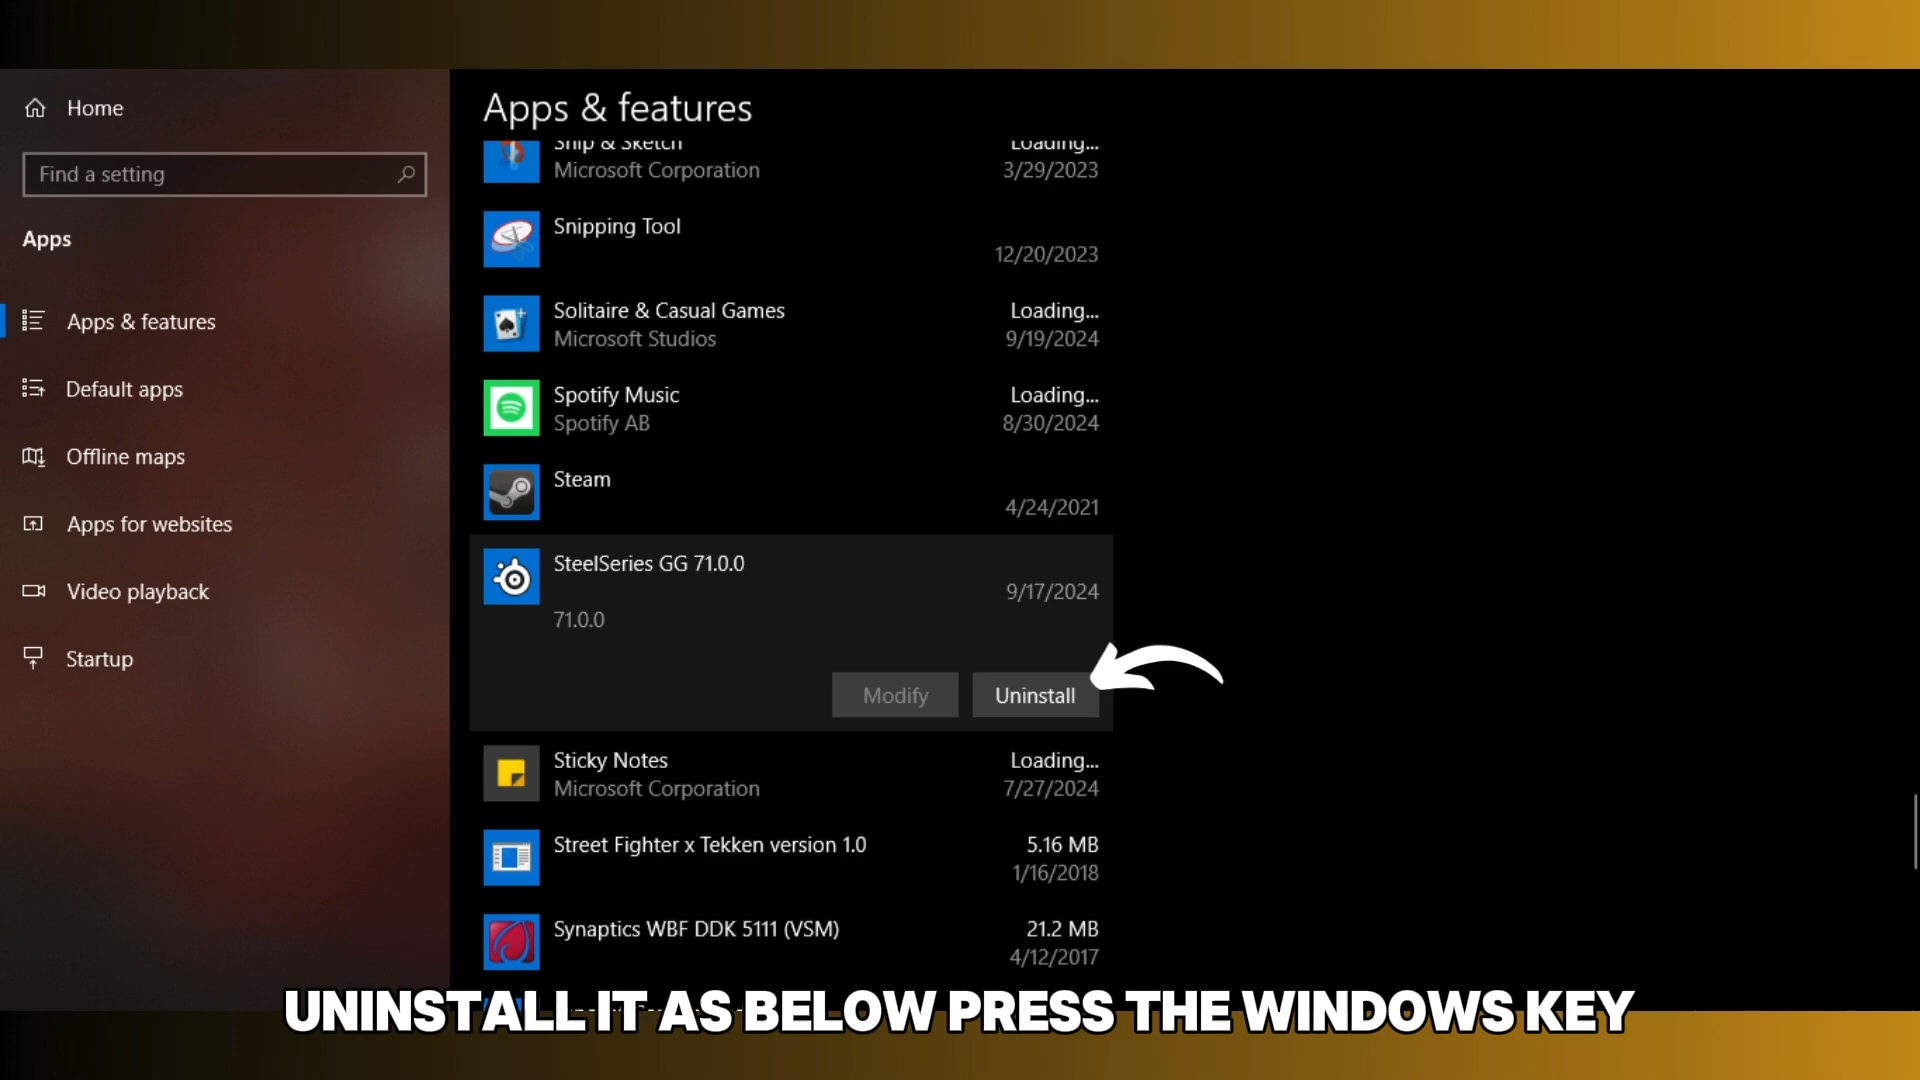 Home
Find a setting
Apps
Apps & features
Default apps
Offline maps
Apps for websites
Video playback
Startup
Apps & features
Snip & Sketch Loading...
Microsoft Corporation 3/29/2023
Snipping Tool
12/20/2023
Solitaire & Casual Games Loading...
Microsoft Studios 9/19/2024
Spotify Music Loading...
Spotify AB 8/30/2024
Steam
4/24/2021
SteelSeries GG 71.0.0
9/17/2024
71.0.0
Modify Uninstall
Sticky Notes Loading...
Microsoft Corporation 7/27/2024
Street Fighter x Tekken version 1.0 5.16 MB
1/16/2018
Synaptics WBF DDK 5111 (VSM) 21.2 MB
4/12/2017
UNINSTALL IT AS BELOW PRESS THE WINDOWS KEY